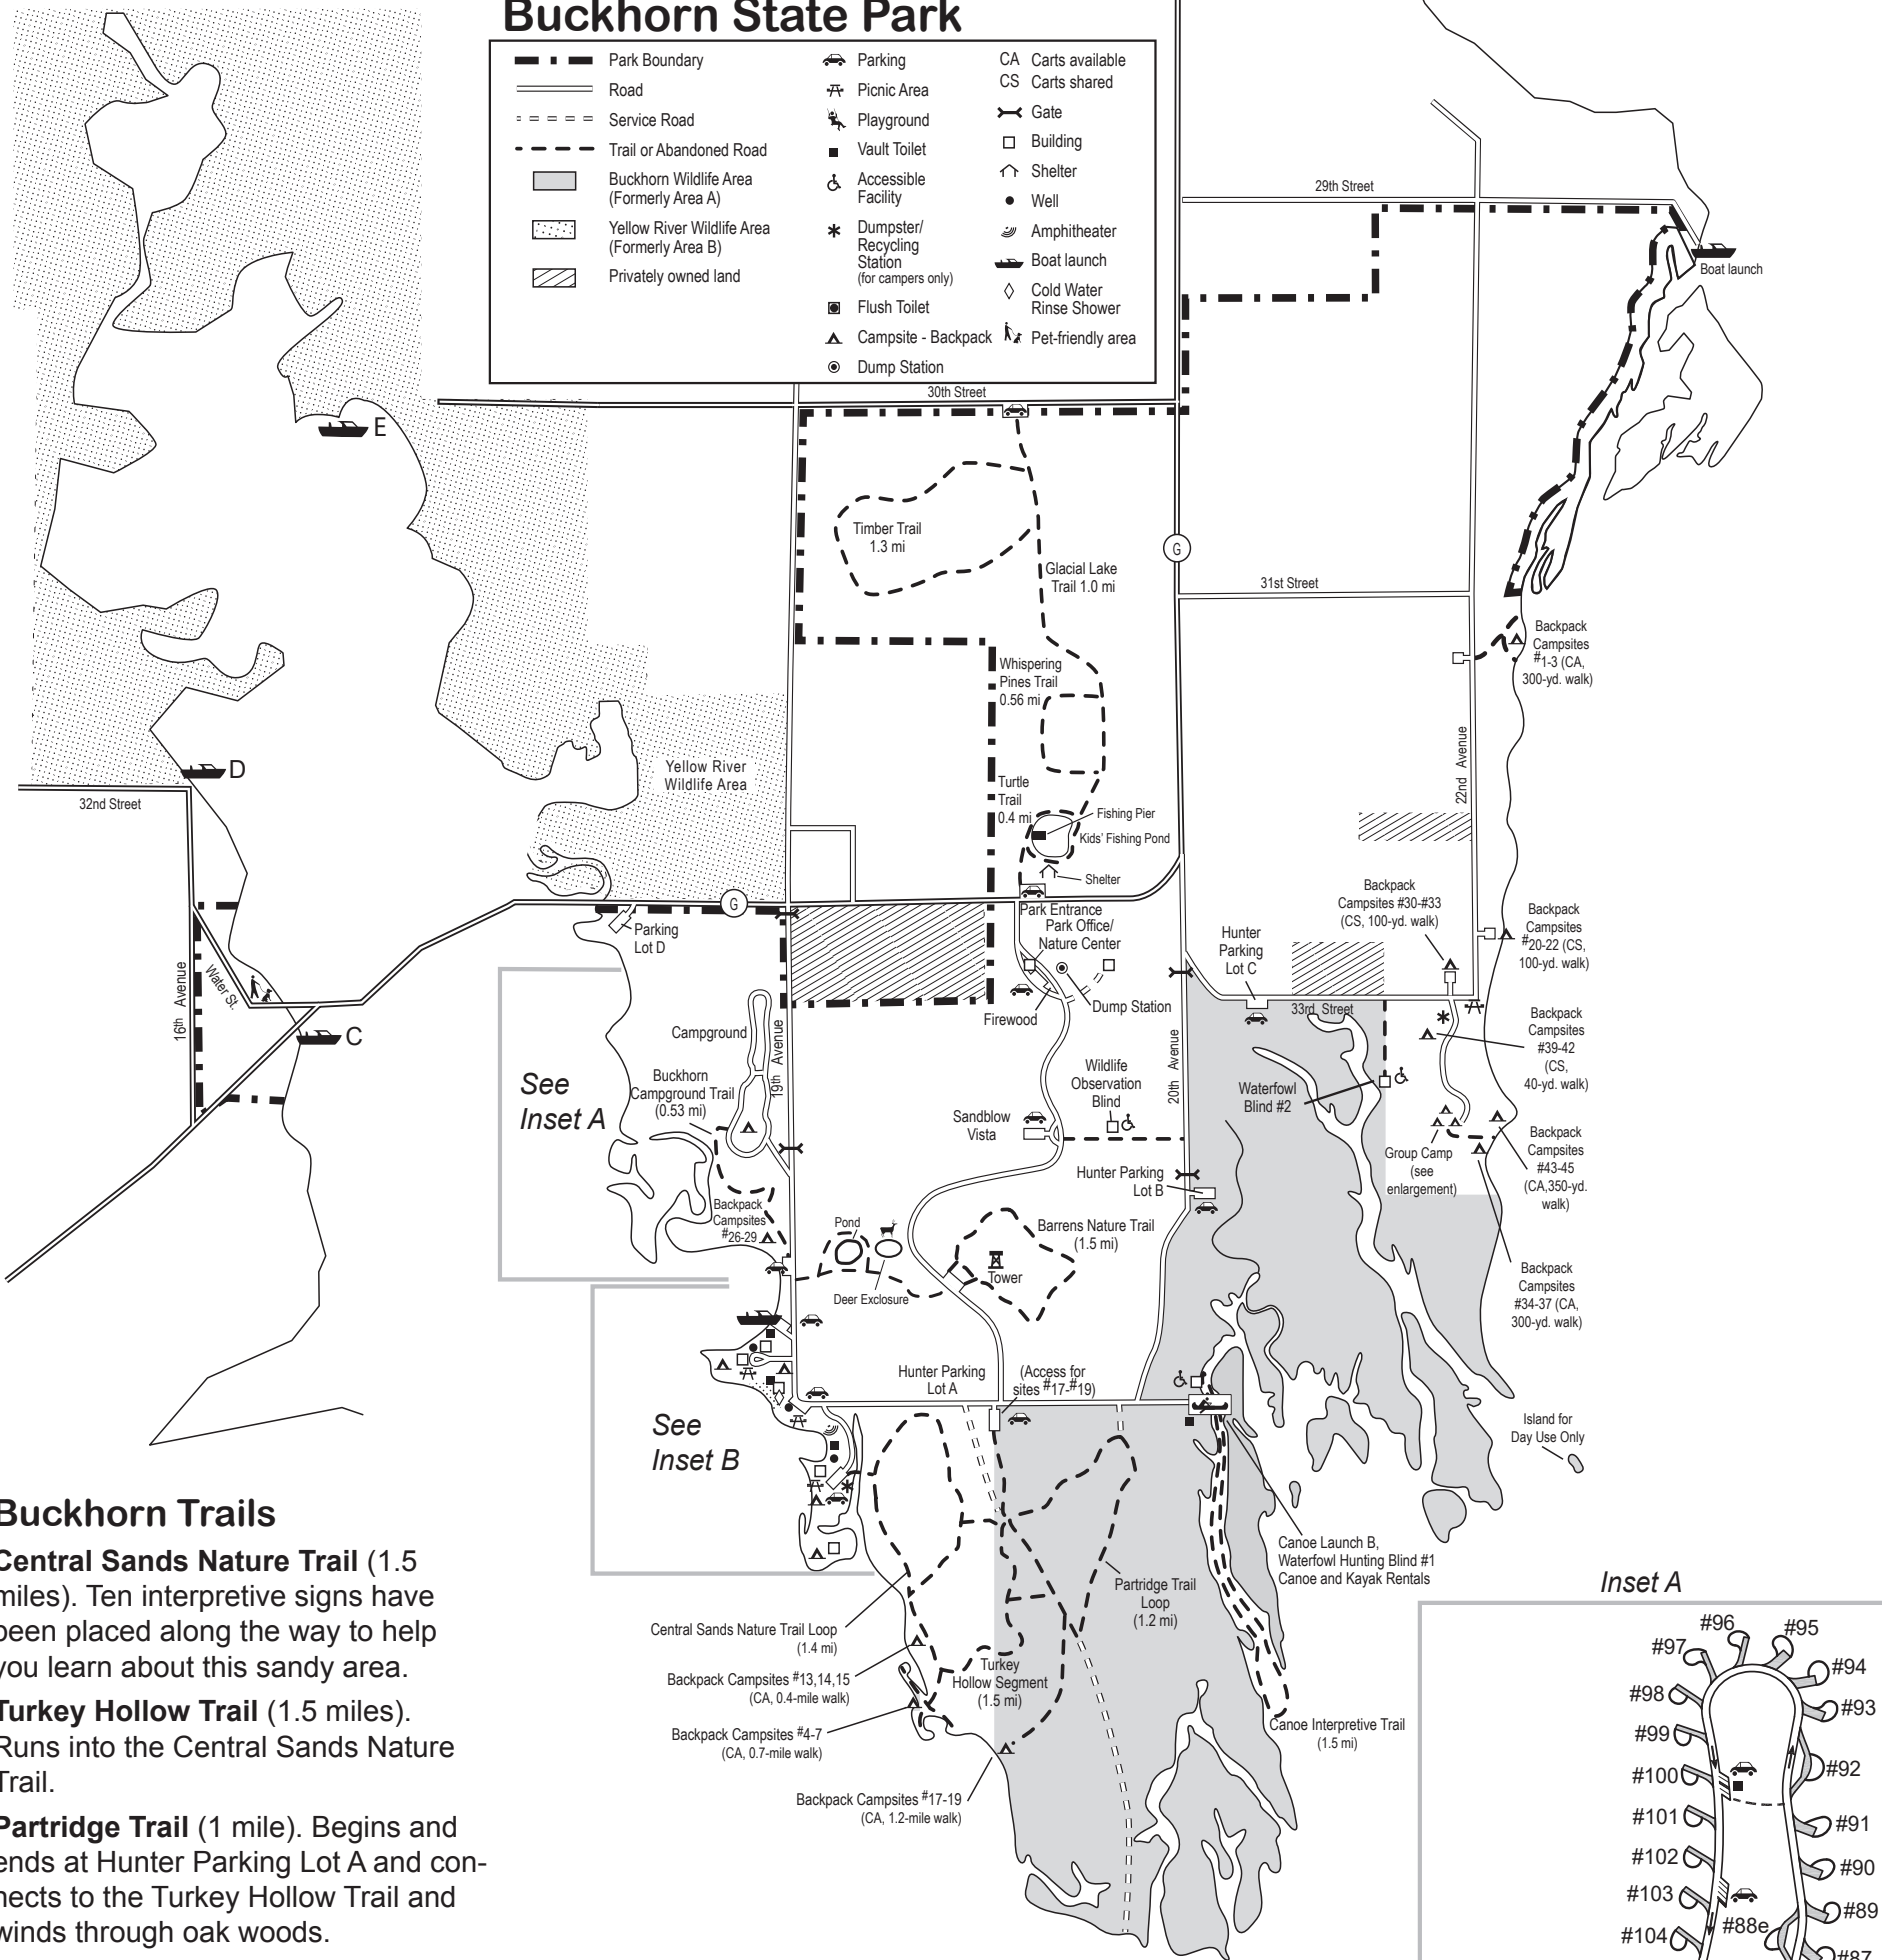 Buckhorn State Park
Park Boundary
Road
Service Road
Trail or Abandoned Road
Buckhorn Wildlife Area
(Formerly Area A)
Yellow River Wildlife Area
(Formerly Area B)
Privately owned land
Parking
Picnic Area
Playground
Vault Toilet
Accessible
Facility
Dumpster/
Recycling
Station
(for campers only)
Flush Toilet
Campsite - Backpack
Dump Station
CA Carts available
CS Carts shared
Gate
Building
Shelter
Well
Amphitheater
Boat launch
Cold Water
Rinse Shower
Pet-friendly area
29th Street
Boat launch
30th Street
E
Timber Trail
1.3 mi
G
Glacial Lake
Trail 1.0 mi
31st Street
Backpack
Campsites
#1-3 (CA,
300-yd. walk)
Whispering
Pines Trail
0.56 mi
22nd Avenue
D
32nd Street
Yellow River
Wildlife Area
Turtle
Trail
0.4 mi
Fishing Pier
Kids' Fishing Pond
Shelter
G
Parking
Lot D
Park Entrance
Park Office/
Nature Center
Firewood
Dump Station
Hunter
Parking
Lot C
Backpack
Campsites #30-#33
(CS, 100-yd. walk)
Backpack
Campsites
#20-22 (CS,
100-yd. walk)
33rd Street
16th Avenue
Water St.
C
See
Inset A
Campground
19th Avenue
Buckhorn
Campground Trail
(0.53 mi)
Sandblow
Vista
Wildlife
Observation
Blind
20th Avenue
Waterfowl
Blind #2
Backpack
Campsites
#39-42
(CS,
40-yd. walk)
Group Camp
(see
enlargement)
Backpack
Campsites
#43-45
(CA,350-yd.
walk)
Hunter Parking
Lot B
Backpack
Campsites
#26-29
Pond
Deer Exclosure
Barrens Nature Trail
(1.5 mi)
Tower
Backpack
Campsites
#34-37 (CA,
300-yd. walk)
See
Inset B
Hunter Parking
Lot A
(Access for
sites #17-#19)
Island for
Day Use Only
Canoe Launch B,
Waterfowl Hunting Blind #1
Canoe and Kayak Rentals
Partridge Trail
Loop
(1.2 mi)
Central Sands Nature Trail Loop
(1.4 mi)
Backpack Campsites #13,14,15
(CA, 0.4-mile walk)
Turkey
Hollow Segment
(1.5 mi)
Backpack Campsites #4-7
(CA, 0.7-mile walk)
Canoe Interpretive Trail
(1.5 mi)
Backpack Campsites #17-19
(CA, 1.2-mile walk)
Buckhorn Trails
Central Sands Nature Trail (1.5
miles). Ten interpretive signs have
been placed along the way to help
you learn about this sandy area.
Turkey Hollow Trail (1.5 miles).
Runs into the Central Sands Nature
Trail.
Partridge Trail (1 mile). Begins and
ends at Hunter Parking Lot A and con-
nects to the Turkey Hollow Trail and
winds through oak woods.
Inset A
#96
#95
#97
#94
#98
#93
#99
#92
#100
#101
#91
#102
#90
#103
#89
#104
#88e
#87